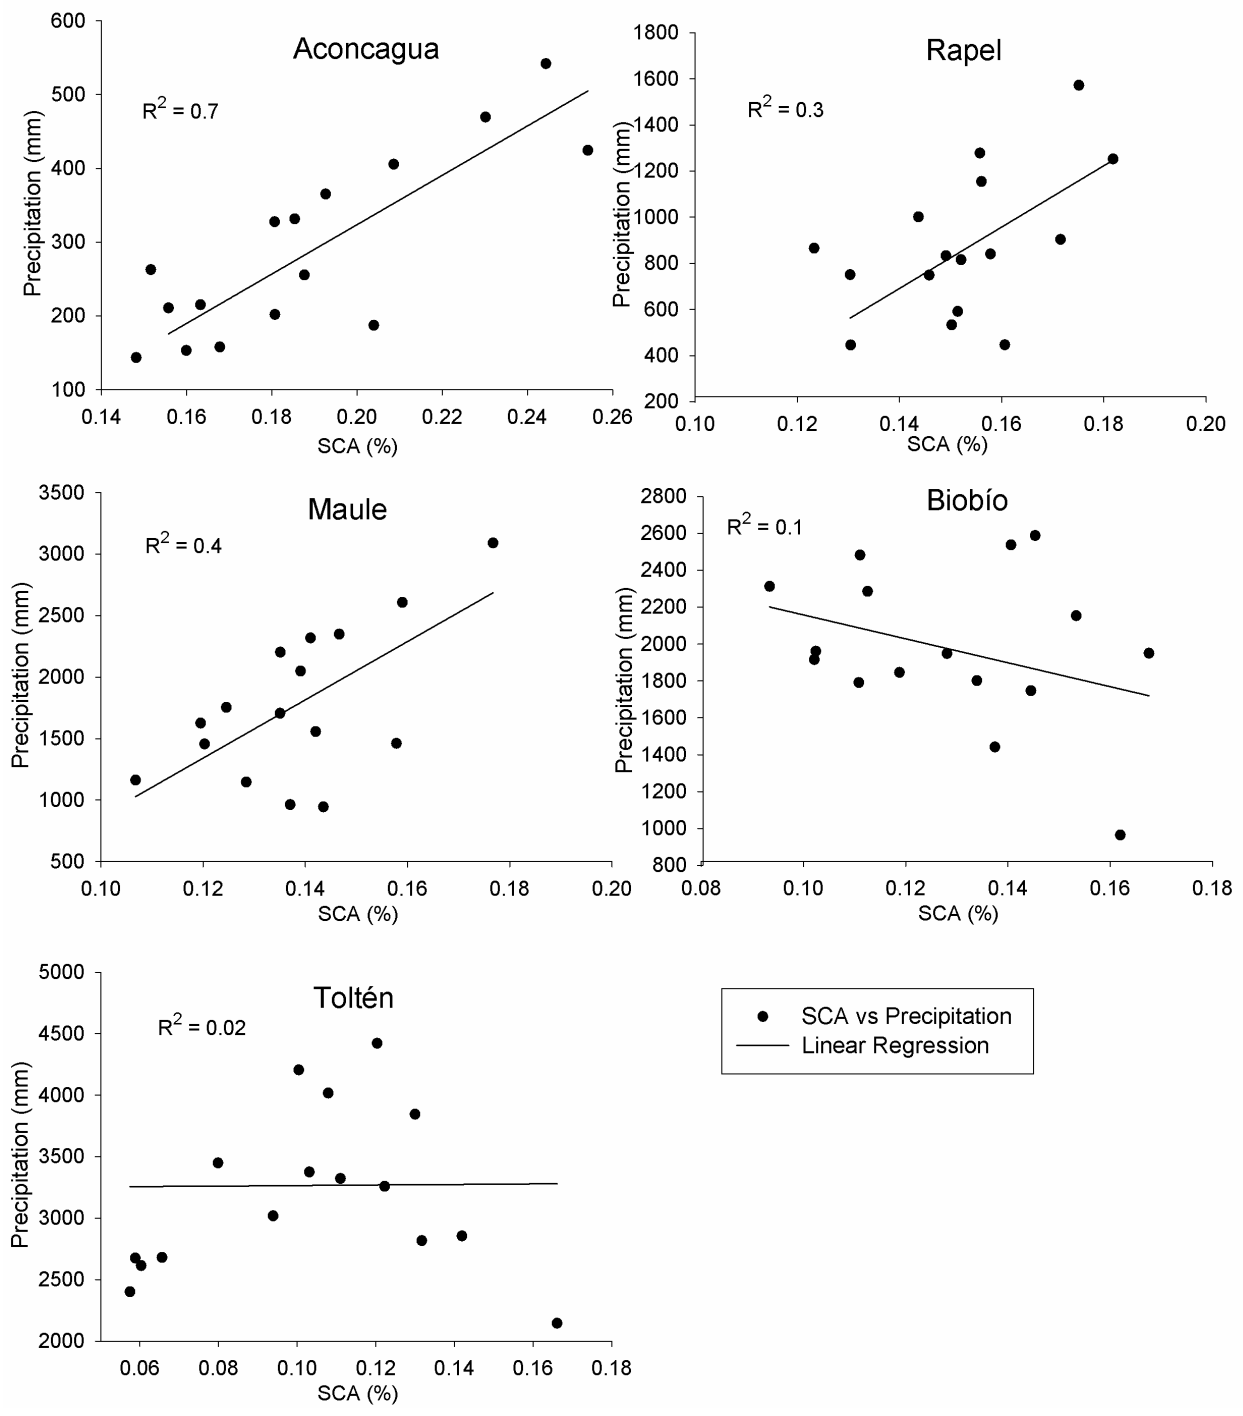 Aconcagua
R2 = 0.7
Precipitation (mm)
600
500
400
300
200
100
0.14 0.16 0.18 0.20 0.22 0.24 0.26
SCA (%)
Rapel
R2 = 0.3
Precipitation (mm)
1800
1600
1400
1200
1000
800
600
400
200
0.10 0.12 0.14 0.16 0.18 0.20
SCA (%)
Maule
R2 = 0.4
Precipitation (mm)
3500
3000
2500
2000
1500
1000
500
0.10 0.12 0.14 0.16 0.18 0.20
SCA (%)
Biobío
R2 = 0.1
Precipitation (mm)
2800
2600
2400
2200
2000
1800
1600
1400
1200
1000
800
0.08 0.10 0.12 0.14 0.16 0.18
SCA (%)
Toltén
R2 = 0.02
Precipitation (mm)
5000
4500
4000
3500
3000
2500
2000
0.06 0.08 0.10 0.12 0.14 0.16 0.18
SCA (%)
SCA vs Precipitation
Linear Regression